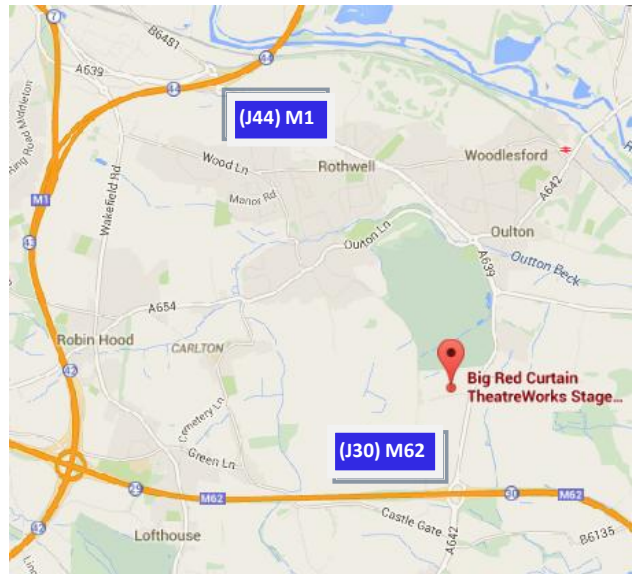 7
B6481
A639
44
44
(J44) M1
Ring Road Middleton
Wood Ln
Rothwell
Woodlesford
Manor Rd
A642
M1
Wakefield Rd
Oulton Ln
Oulton
43
A639
Oulton Beck
A654
Robin Hood
CARLTON
42
Big Red Curtain
TheatreWorks Stage...
Cemetery Ln
(J30) M62
Green Ln
29
M62
30
M62
Castle Gate
42
Lofthouse
A642
B6135